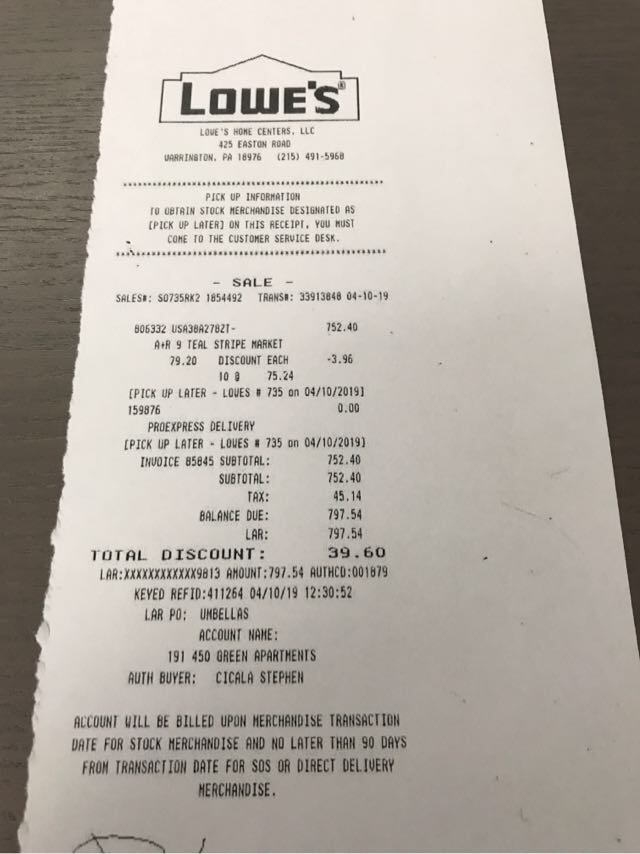 LOWE'S®
LOWE'S HOME CENTERS, LLC
425 EASTON ROAD
WARRINGTON, PA 18976 (215) 491-5968
PICK UP INFORMATION
TO OBTAIN STOCK MERCHANDISE DESIGNATED AS
[PICK UP LATER] ON THIS RECEIPT, YOU MUST
COME TO THE CUSTOMER SERVICE DESK.
- SALE -
SALES#: S0735RK2 1854492 TRANS#: 33913848 04-10-19
806332 USA38A278ZT- 752.40
A+R 9 TEAL STRIPE MARKET
79.20 DISCOUNT EACH -3.96
10 @ 75.24
[PICK UP LATER - LOWES # 735 on 04/10/2019]
159876 0.00
PROEXPRESS DELIVERY
[PICK UP LATER - LOWES # 735 on 04/10/2019]
INVOICE 85845 SUBTOTAL: 752.40
SUBTOTAL: 752.40
TAX: 45.14
BALANCE DUE: 797.54
LAR: 797.54
TOTAL DISCOUNT: 39.60
LAR:XXXXXXXXXXXX9813 AMOUNT:797.54 AUTHCD:001879
KEYED REFID:411264 04/10/19 12:30:52
LAR PO: UMBELLAS
ACCOUNT NAME:
191 450 GREEN APARTMENTS
AUTH BUYER: CICALA STEPHEN
ACCOUNT WILL BE BILLED UPON MERCHANDISE TRANSACTION
DATE FOR STOCK MERCHANDISE AND NO LATER THAN 90 DAYS
FROM TRANSACTION DATE FOR SOS OR DIRECT DELIVERY
MERCHANDISE.